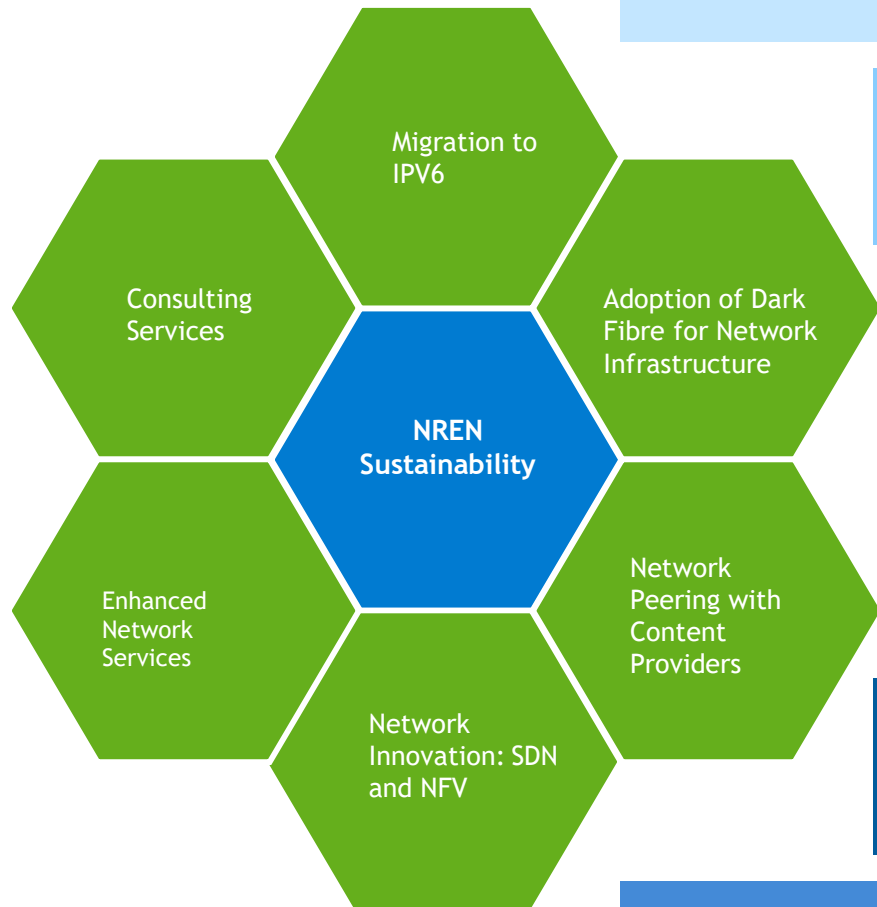 Migration to
IPV6
Consulting
Services
Adoption of Dark
Fibre for Network
Infrastructure
NREN
Sustainability
Enhanced
Network
Services
Network
Peering with
Content
Providers
Network
Innovation: SDN
and NFV